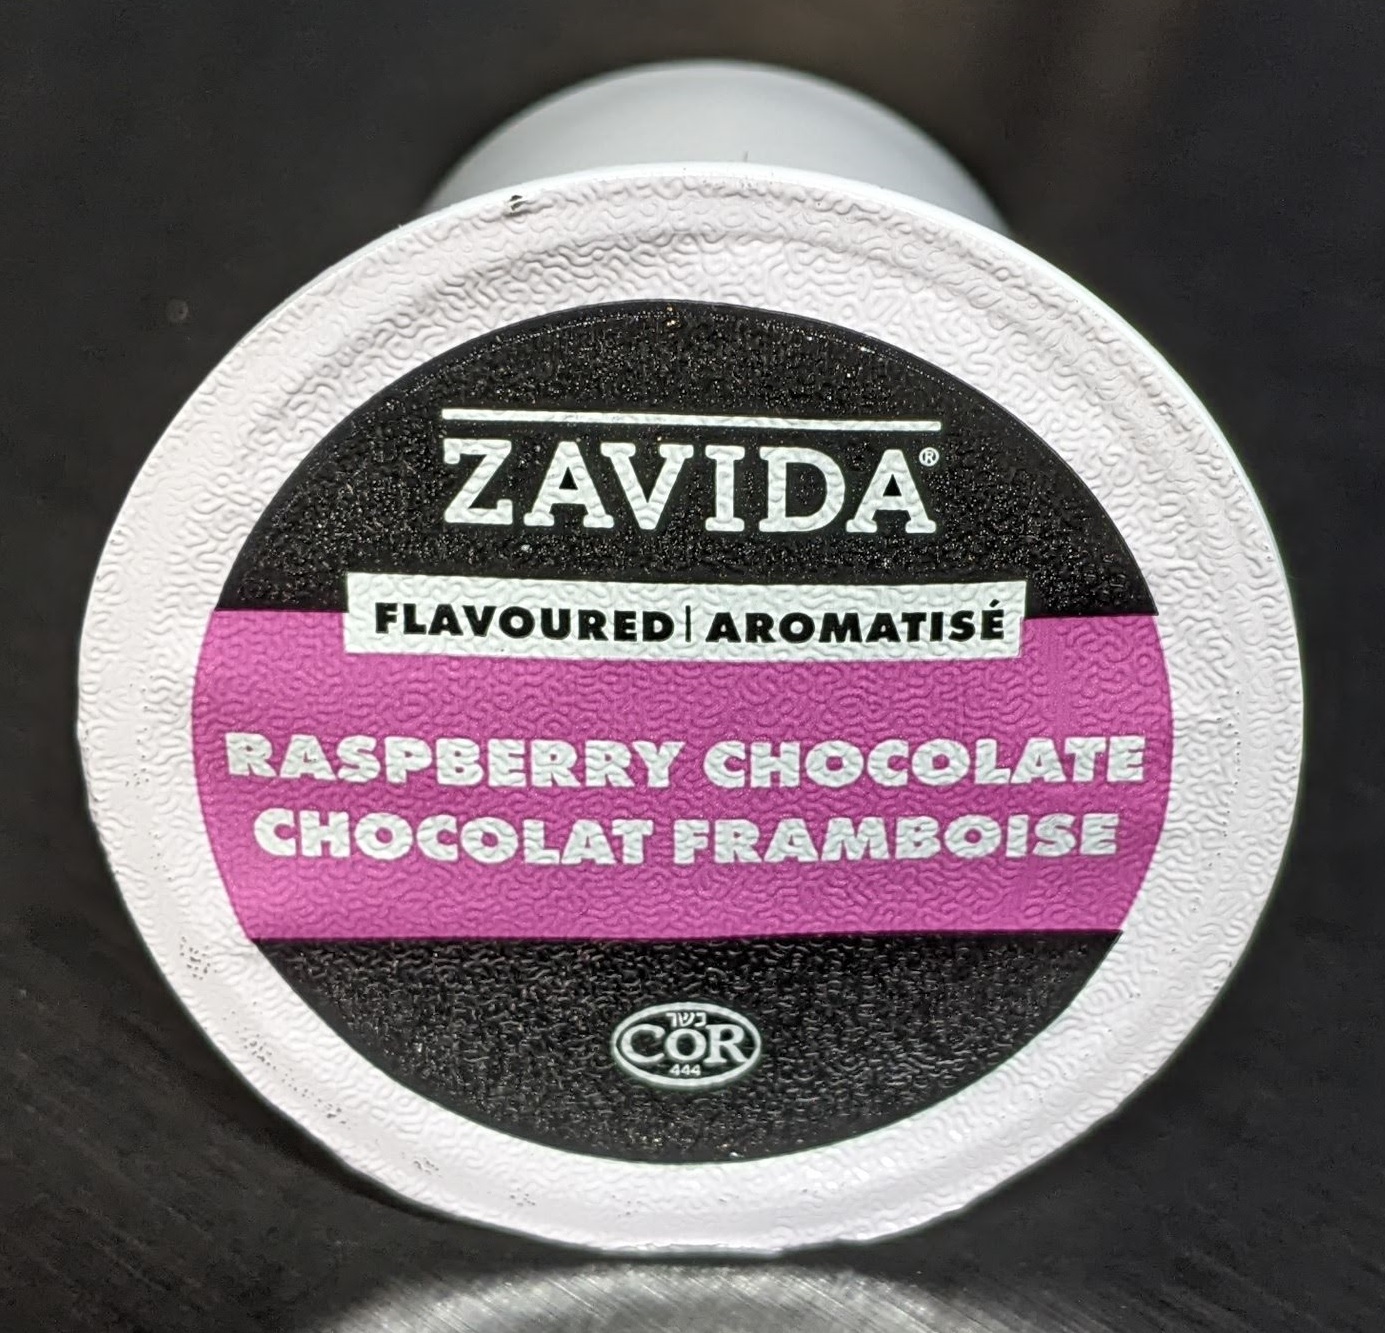 ZAVIDA®
FLAVOURED | AROMATISÉ
RASPBERRY CHOCOLATE
CHOCOLAT FRAMBOISE
כשר
COR
444